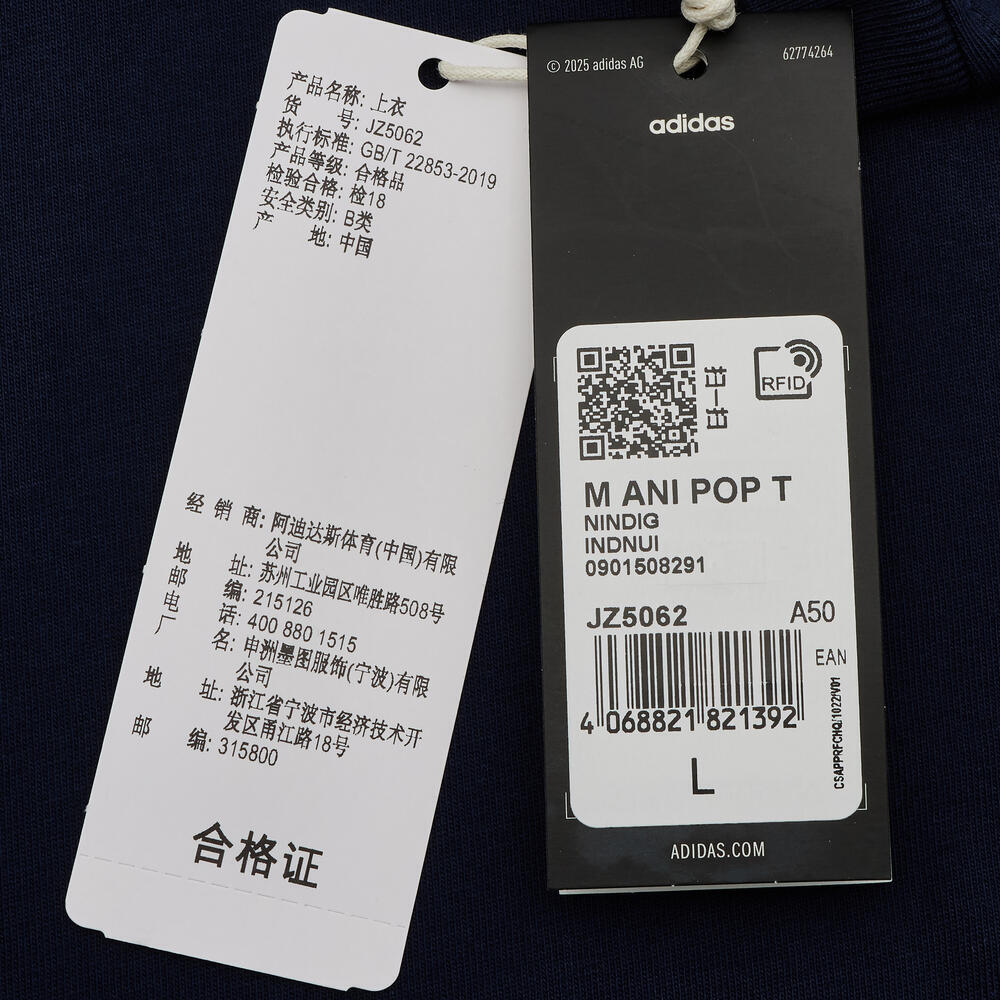 产品名称: 上衣
货 号: JZ5062
执行标准: GB/T 22853-2019
产品等级: 合格品
检验合格: 检18
安全类别: B类
产 地: 中国
经 销 商: 阿迪达斯体育(中国)有限
公司
地 址: 苏州工业园区唯胜路508号
邮 编: 215126
电 话: 400 880 1515
厂 名: 申洲墨图服饰(宁波)有限
公司
地 址: 浙江省宁波市经济技术开
发区甬江路18号
邮 编: 315800
合格证
© 2025 adidas AG
62774264
adidas
扫一扫
RFID
M ANI POP T
NINDIG
INDNUI
0901508291
JZ5062 A50
EAN
4 068821 821392
CSAPPRFCHQ/1022/V01
L
ADIDAS.COM